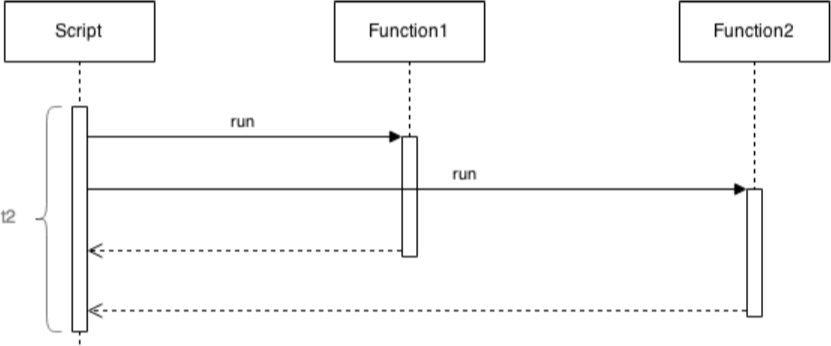 Script
Function1
Function2
run
run
t2